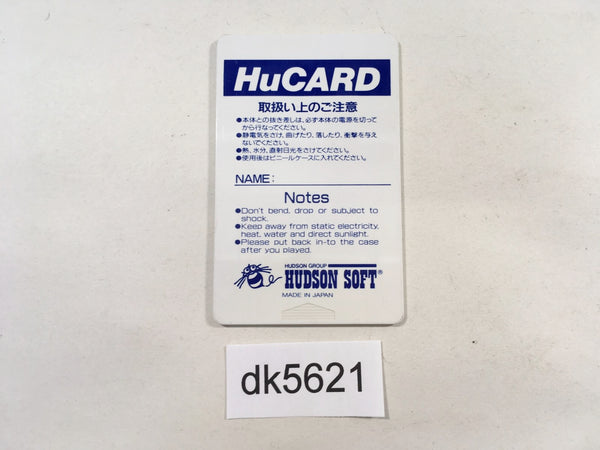 HuCARD
取扱い上のご注意
●本体との抜き差しは、必ず本体の電源を切って
から行なってください。
●静電気をさけ、曲げたり、落したり、衝撃を与え
ないでください。
●熱、水分、直射日光をさけてください。
●使用後はビニールケースに入れてください。
NAME:
Notes
●Don't bend, drop or subject to
shock.
●Keep away from static electricity,
heat, water and direct sunlight.
●Please put back in-to the case
after you played.
HUDSON GROUP
HUDSON SOFT®
MADE IN JAPAN
dk5621